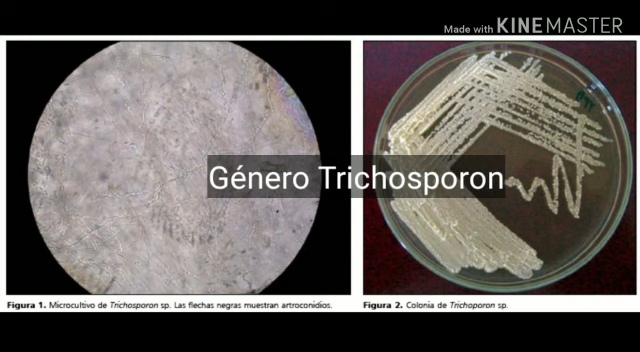 Made with KINEMASTER
Género Trichosporon
Figura 1. Microcultivo de Trichosporon sp. Las flechas negras muestran artroconidios.
Figura 2. Colonia de Trichoporon sp.